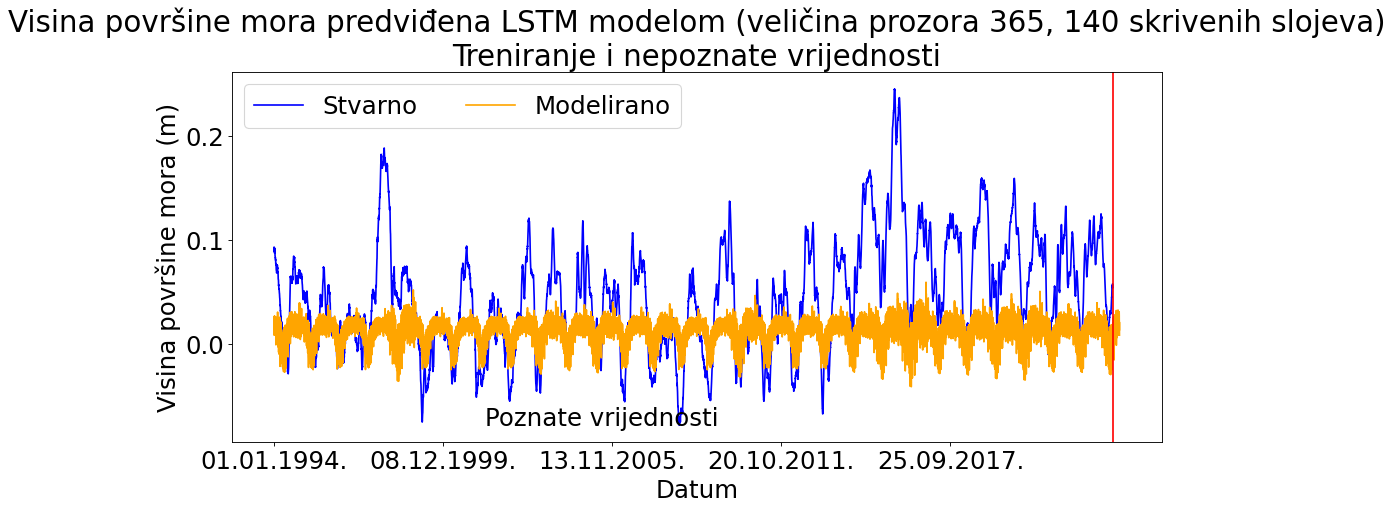 Visina površine mora predviđena LSTM modelom (veličina prozora 365, 140 skrivenih slojeva)
Treniranje i nepoznate vrijednosti
Stvarno
Modelirano
Visina površine mora (m)
0.2
0.1
0.0
Poznate vrijednosti
01.01.1994.
08.12.1999.
13.11.2005.
20.10.2011.
25.09.2017.
Datum